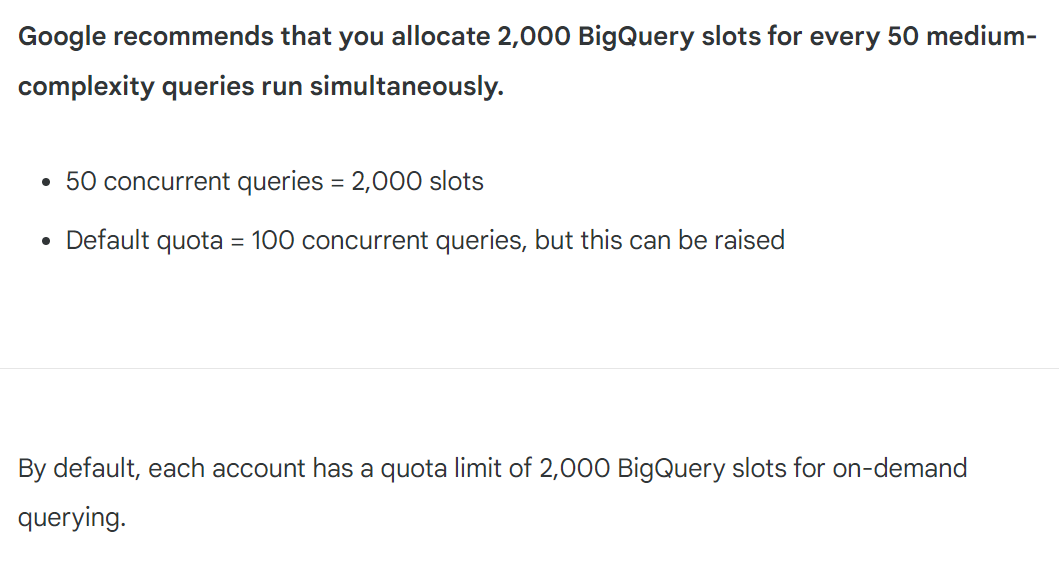 Google recommends that you allocate 2,000 BigQuery slots for every 50 medium-
complexity queries run simultaneously.
• 50 concurrent queries = 2,000 slots
• Default quota = 100 concurrent queries, but this can be raised
By default, each account has a quota limit of 2,000 BigQuery slots for on-demand
querying.